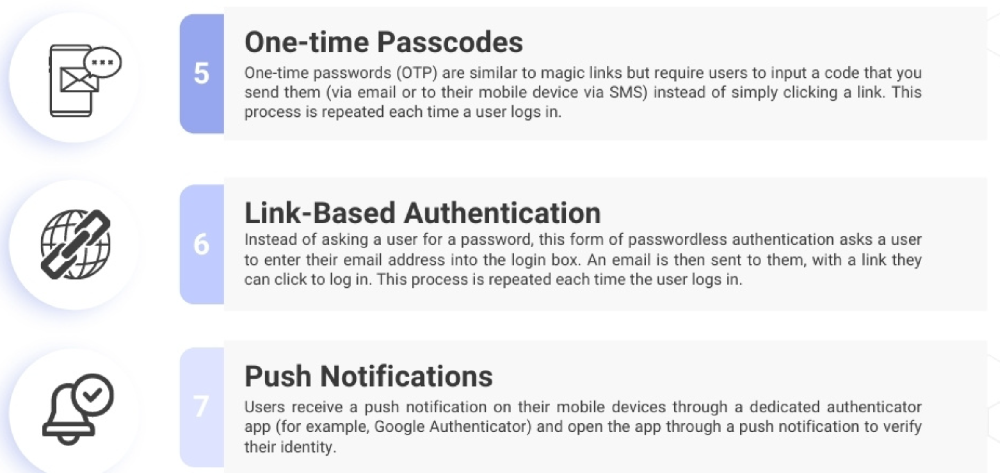 5
One-time Passcodes
One-time passwords (OTP) are similar to magic links but require users to input a code that you
send them (via email or to their mobile device via SMS) instead of simply clicking a link. This
process is repeated each time a user logs in.
6
Link-Based Authentication
Instead of asking a user for a password, this form of passwordless authentication asks a user
to enter their email address into the login box. An email is then sent to them, with a link they
can click to log in. This process is repeated each time the user logs in.
7
Push Notifications
Users receive a push notification on their mobile devices through a dedicated authenticator
app (for example, Google Authenticator) and open the app through a push notification to verify
their identity.